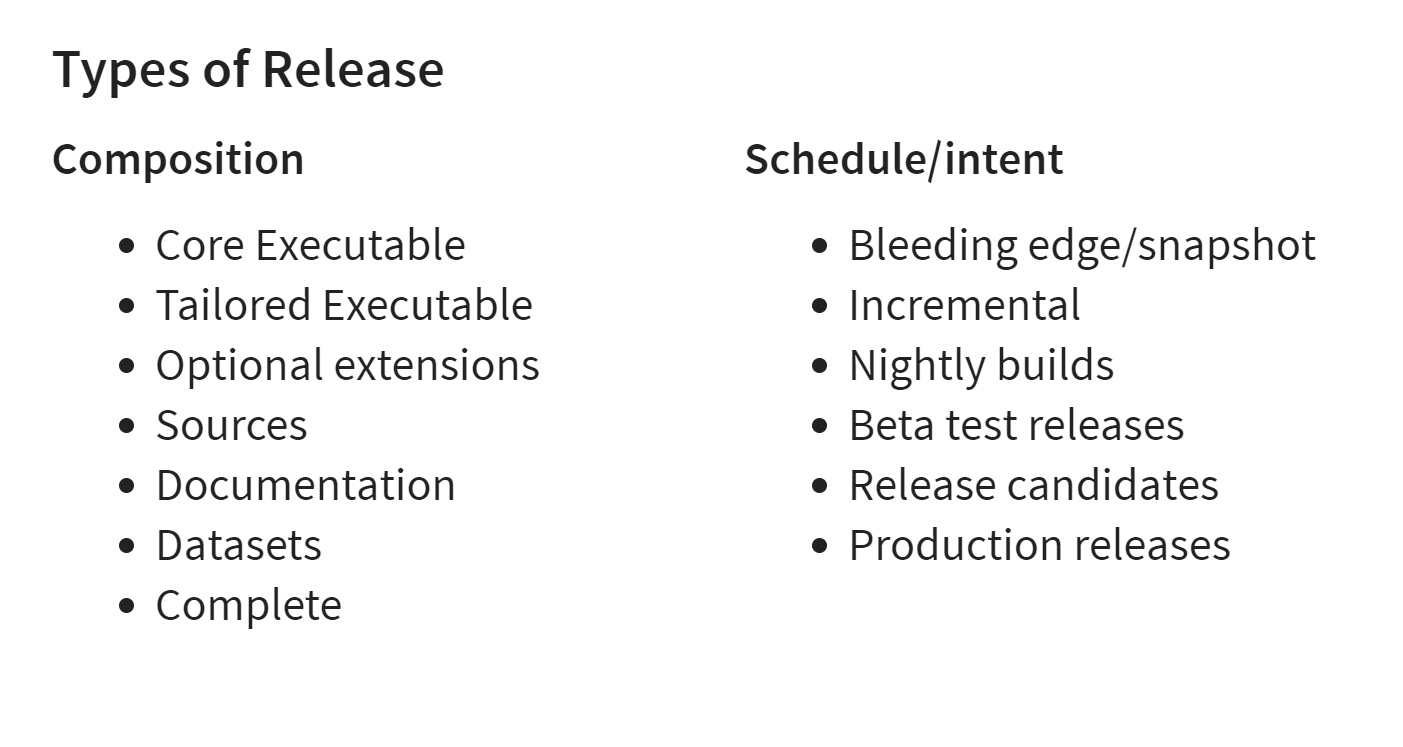 Types of Release
Composition
Core Executable
Tailored Executable
Optional extensions
Sources
Documentation
Datasets
Complete
Schedule/intent
Bleeding edge/snapshot
Incremental
Nightly builds
Beta test releases
Release candidates
Production releases